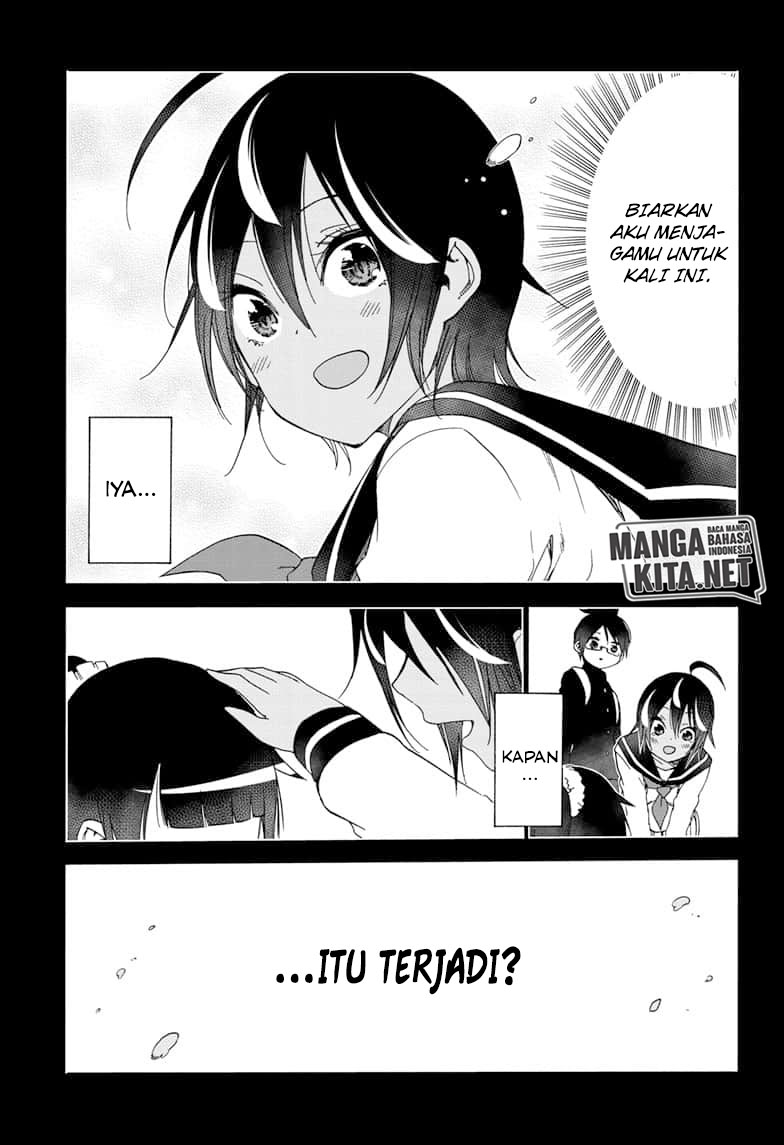 BIARKAN
AKU MENJA-
GAMU UNTUK
KALI INI.
IYA...
MANGA
KITA.NET
BACA MANGA
BAHASA
INDONESIA
KAPAN
...
...ITU TERJADI?